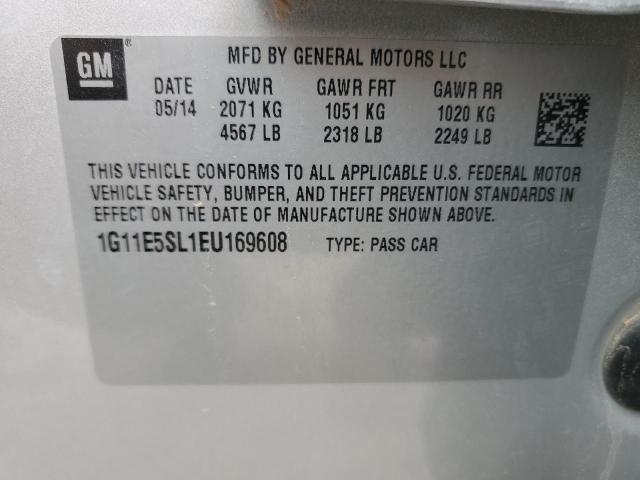 GM ® MFD BY GENERAL MOTORS LLC
DATE GVWR GAWR FRT GAWR RR
05/14 2071 KG 1051 KG 1020 KG
4567 LB 2318 LB 2249 LB
THIS VEHICLE CONFORMS TO ALL APPLICABLE U.S. FEDERAL MOTOR
VEHICLE SAFETY, BUMPER, AND THEFT PREVENTION STANDARDS IN
EFFECT ON THE DATE OF MANUFACTURE SHOWN ABOVE.
1G11E5SL1EU169608 TYPE: PASS CAR